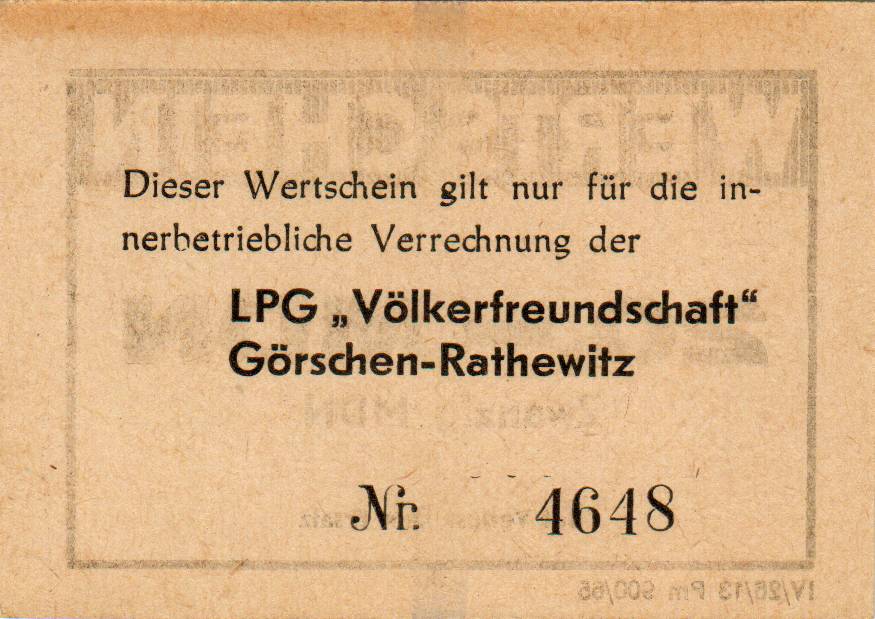 Dieser Wertschein gilt nur für die in-
nerbetriebliche Verrechnung der
LPG „Völkerfreundschaft“
Görschen-Rathewitz
Nr. 4648